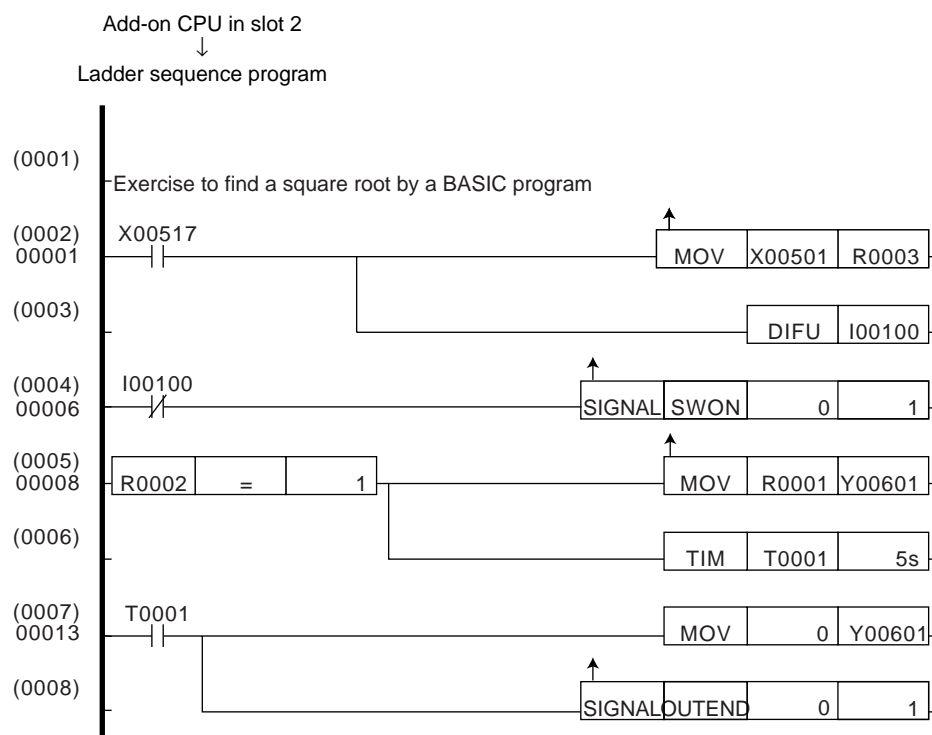 Add-on CPU in slot 2
↓
Ladder sequence program
(0001)
Exercise to find a square root by a BASIC program
(0002)
00001 X00517 MOV X00501 R0003
(0003)
DIFU I00100
(0004)
00006 I00100 SIGNAL SWON 0 1
(0005)
00008 R0002 = 1 MOV R0001 Y00601
(0006)
TIM T0001 5s
(0007)
00013 T0001 MOV 0 Y00601
(0008)
SIGNAL OUTEND 0 1